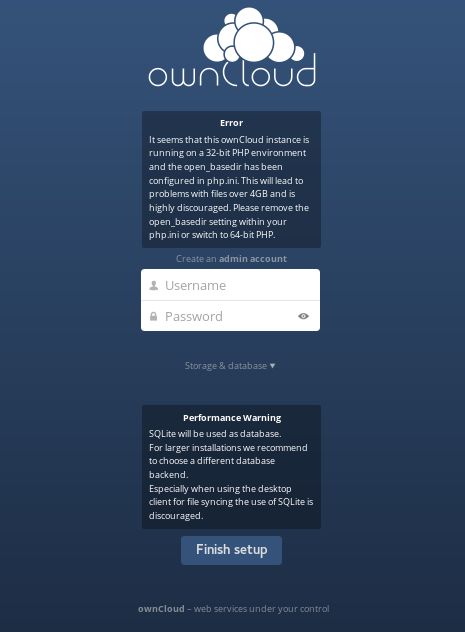 ownCloud
Error
It seems that this ownCloud instance is
running on a 32-bit PHP environment
and the open_basedir has been
configured in php.ini. This will lead to
problems with files over 4GB and is
highly discouraged. Please remove the
open_basedir setting within your
php.ini or switch to 64-bit PHP.
Create an admin account
Username
Password
Storage & database ▼
Performance Warning
SQLite will be used as database.
For larger installations we recommend
to choose a different database
backend.
Especially when using the desktop
client for file syncing the use of SQLite is
discouraged.
Finish setup
ownCloud – web services under your control